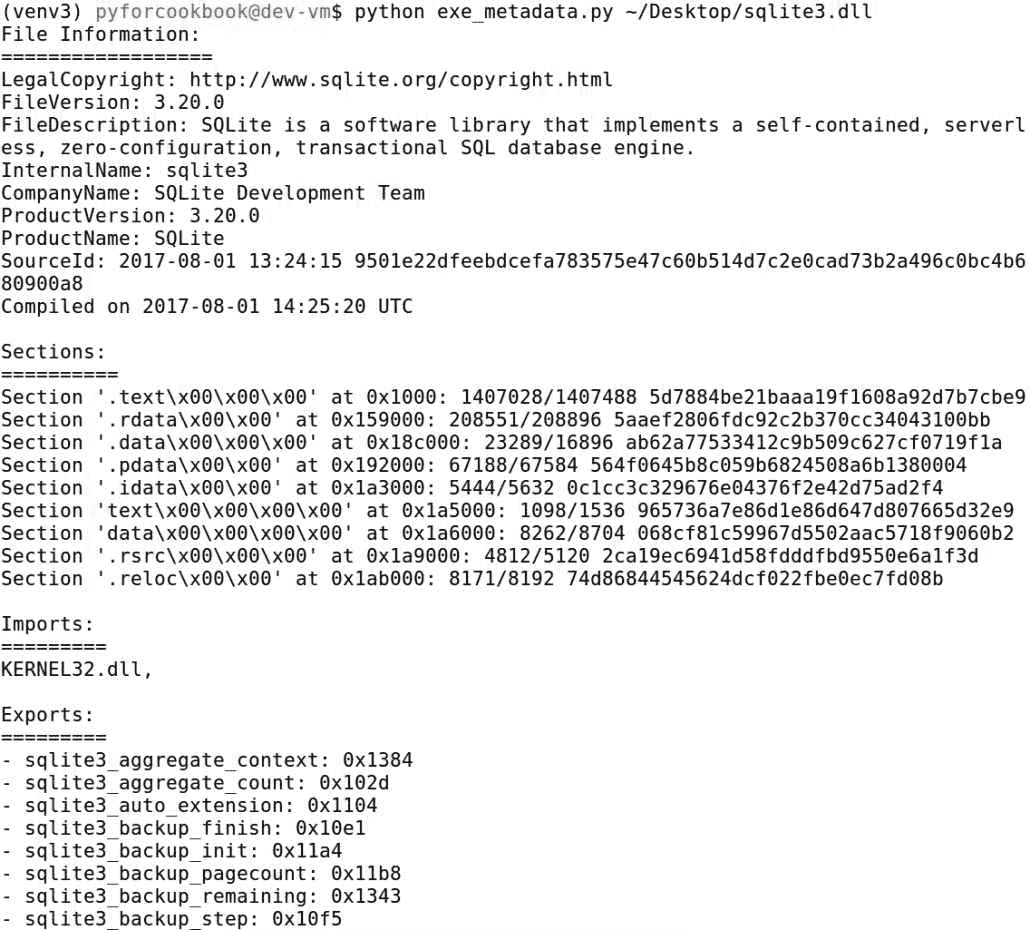 (venv3) pyforcookbook@dev-vm$ python exe_metadata.py ~/Desktop/sqlite3.dll
File Information:
==================
LegalCopyright: http://www.sqlite.org/copyright.html
FileVersion: 3.20.0
FileDescription: SQLite is a software library that implements a self-contained, serverl
ess, zero-configuration, transactional SQL database engine.
InternalName: sqlite3
CompanyName: SQLite Development Team
ProductVersion: 3.20.0
ProductName: SQLite
SourceId: 2017-08-01 13:24:15 9501e22dfeebdcefa783575e47c60b514d7c2e0cad73b2a496c0bc4b6
80900a8
Compiled on 2017-08-01 14:25:20 UTC

Sections:
==========
Section '.text\x00\x00\x00' at 0x1000: 1407028/1407488 5d7884be21baaa19f1608a92d7b7cbe9
Section '.rdata\x00\x00' at 0x159000: 208551/208896 5aaef2806fdc92c2b370cc34043100bb
Section '.data\x00\x00\x00' at 0x18c000: 23289/16896 ab62a77533412c9b509c627cf0719f1a
Section '.pdata\x00\x00' at 0x192000: 67188/67584 564f0645b8c059b6824508a6b1380004
Section '.idata\x00\x00' at 0x1a3000: 5444/5632 0c1cc3c329676e04376f2e42d75ad2f4
Section 'text\x00\x00\x00\x00' at 0x1a5000: 1098/1536 965736a7e86d1e86d647d807665d32e9
Section 'data\x00\x00\x00\x00' at 0x1a6000: 8262/8704 068cf81c59967d5502aac5718f9060b2
Section '.rsrc\x00\x00\x00' at 0x1a9000: 4812/5120 2ca19ec6941d58fdddfbd9550e6a1f3d
Section '.reloc\x00\x00' at 0x1ab000: 8171/8192 74d86844545624dcf022fbe0ec7fd08b

Imports:
=========
KERNEL32.dll,

Exports:
=========
- sqlite3_aggregate_context: 0x1384
- sqlite3_aggregate_count: 0x102d
- sqlite3_auto_extension: 0x1104
- sqlite3_backup_finish: 0x10e1
- sqlite3_backup_init: 0x11a4
- sqlite3_backup_pagecount: 0x11b8
- sqlite3_backup_remaining: 0x1343
- sqlite3_backup_step: 0x10f5